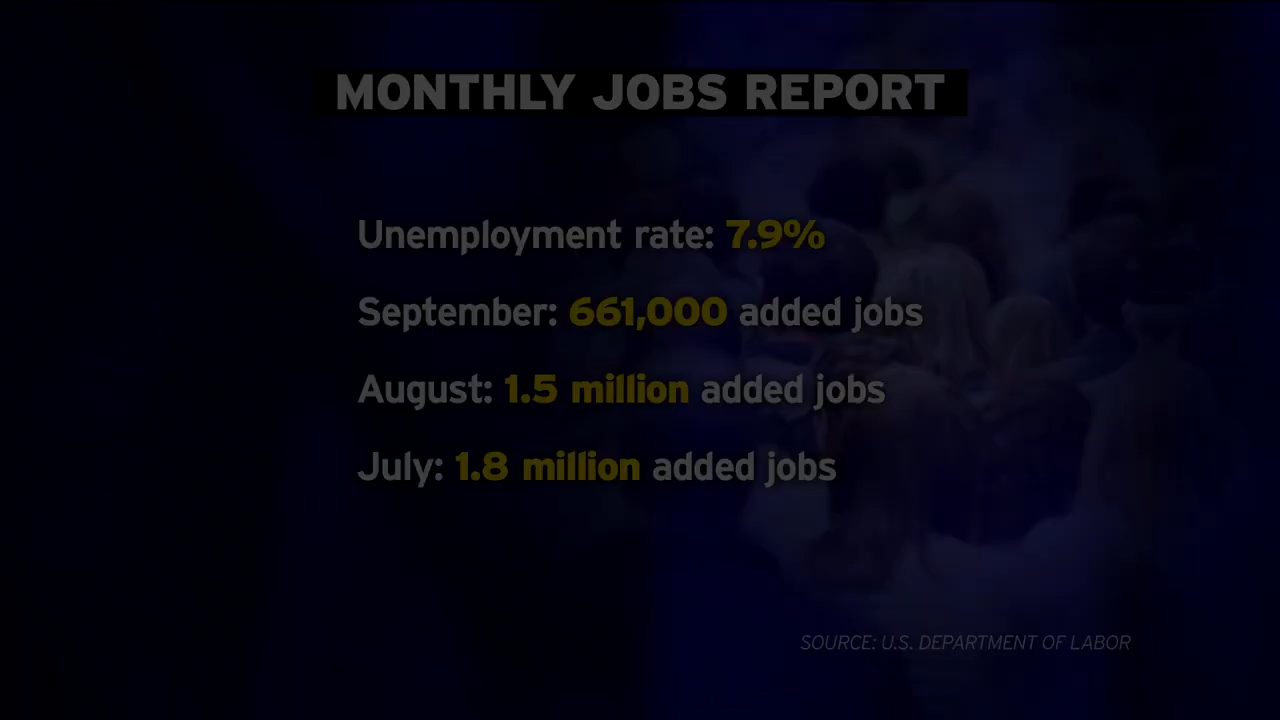 MONTHLY JOBS REPORT
Unemployment rate: 7.9%
September: 661,000 added jobs
August: 1.5 million added jobs
July: 1.8 million added jobs
SOURCE: U.S. DEPARTMENT OF LABOR